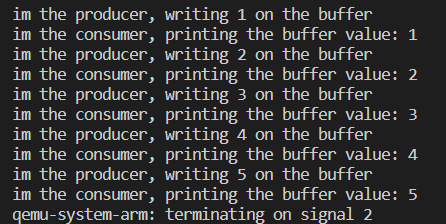 im the producer, writing 1 on the buffer
im the consumer, printing the buffer value: 1
im the producer, writing 2 on the buffer
im the consumer, printing the buffer value: 2
im the producer, writing 3 on the buffer
im the consumer, printing the buffer value: 3
im the producer, writing 4 on the buffer
im the consumer, printing the buffer value: 4
im the producer, writing 5 on the buffer
im the consumer, printing the buffer value: 5
qemu-system-arm: terminating on signal 2